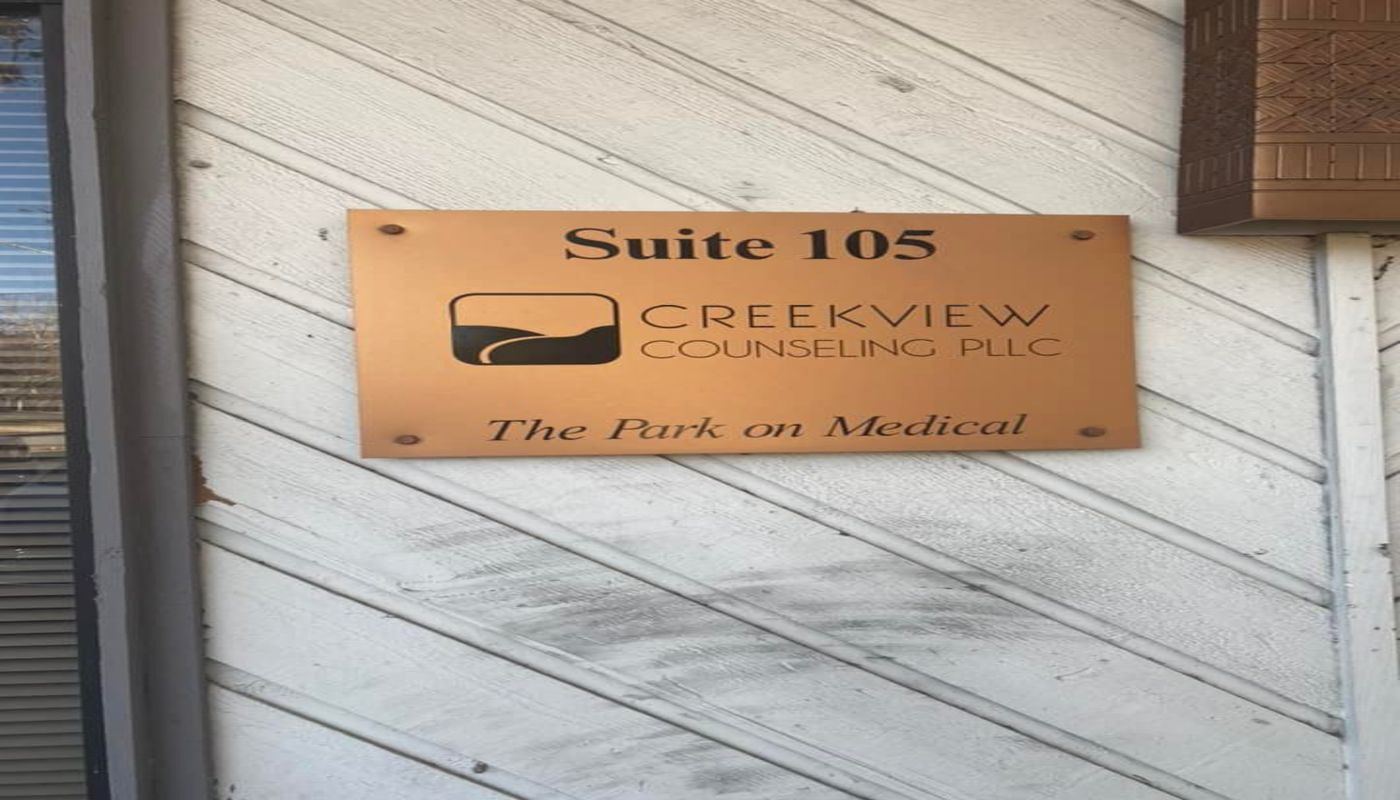 Suite 105
CREEKVIEW
COUNSELING PLLC
The Park on Medical